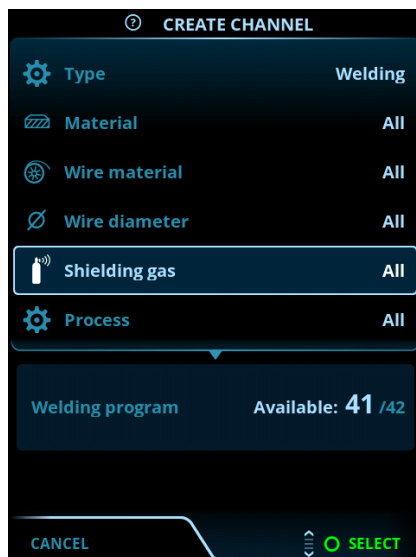 ? CREATE CHANNEL
Type Welding
Material All
Wire material All
Wire diameter All
Shielding gas All
Process All
Welding program Available: 41 /42
CANCEL SELECT